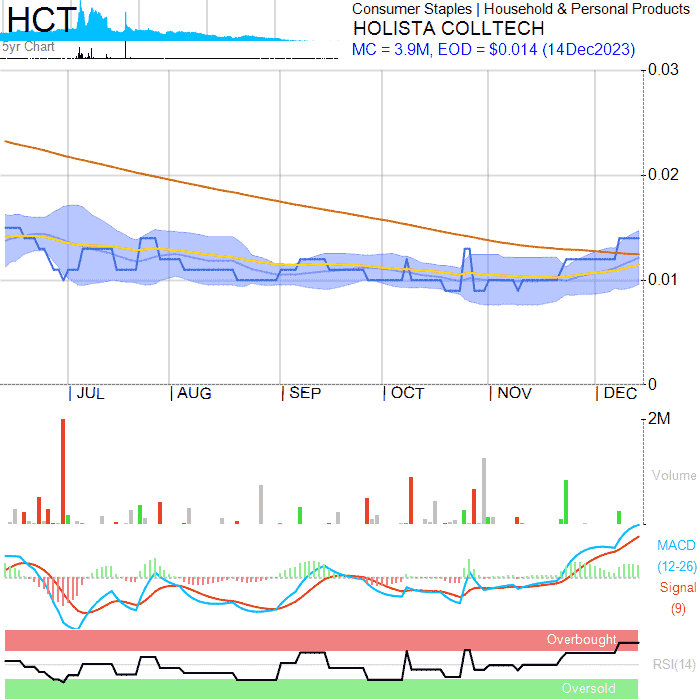 HCT
5yr Chart
Consumer Staples | Household & Personal Products
HOLISTA COLLTECH
MC = 3.9M, EOD = $0.014 (14Dec2023)
0.03
0.02
0.01
0
JUL
AUG
SEP
OCT
NOV
DEC
2M
Volume
MACD
(12-26)
Signal
(9)
Overbought
RSI(14)
Oversold